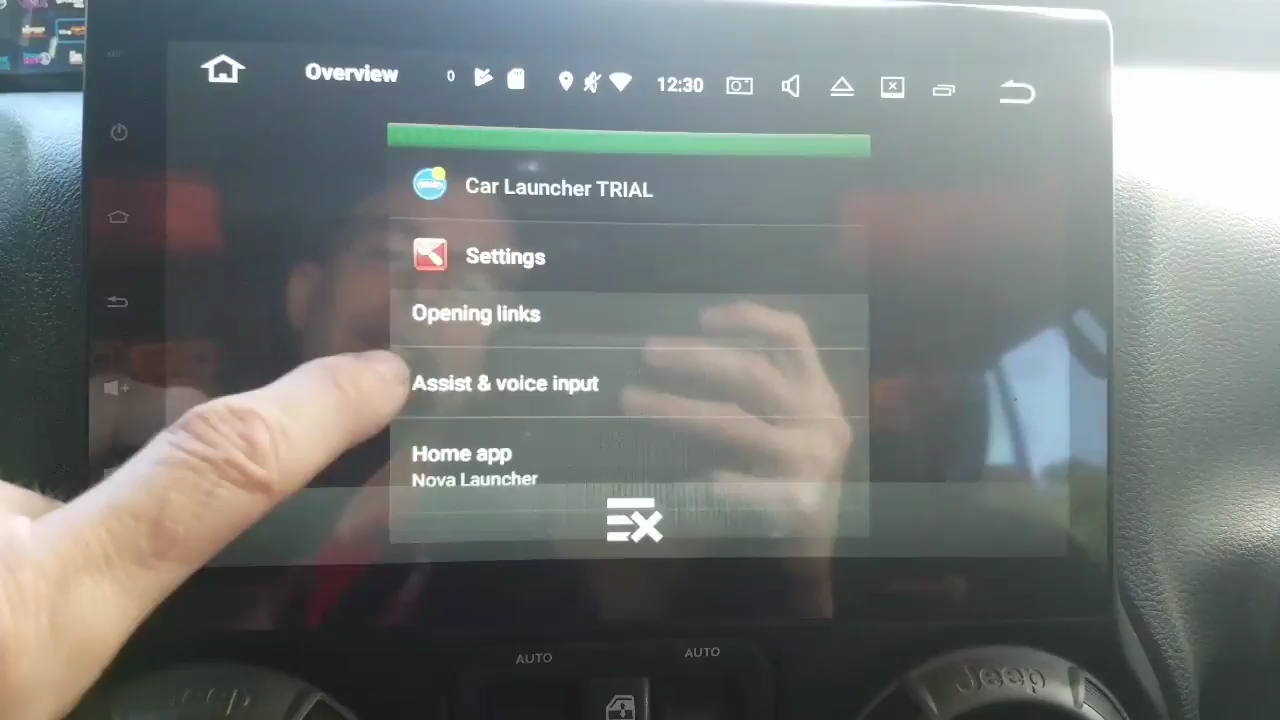 Overview
0
12:30
Car Launcher TRIAL
Settings
Opening links
Assist & voice input
Home app
Nova Launcher
AUTO
AUTO
Jeep
Jeep